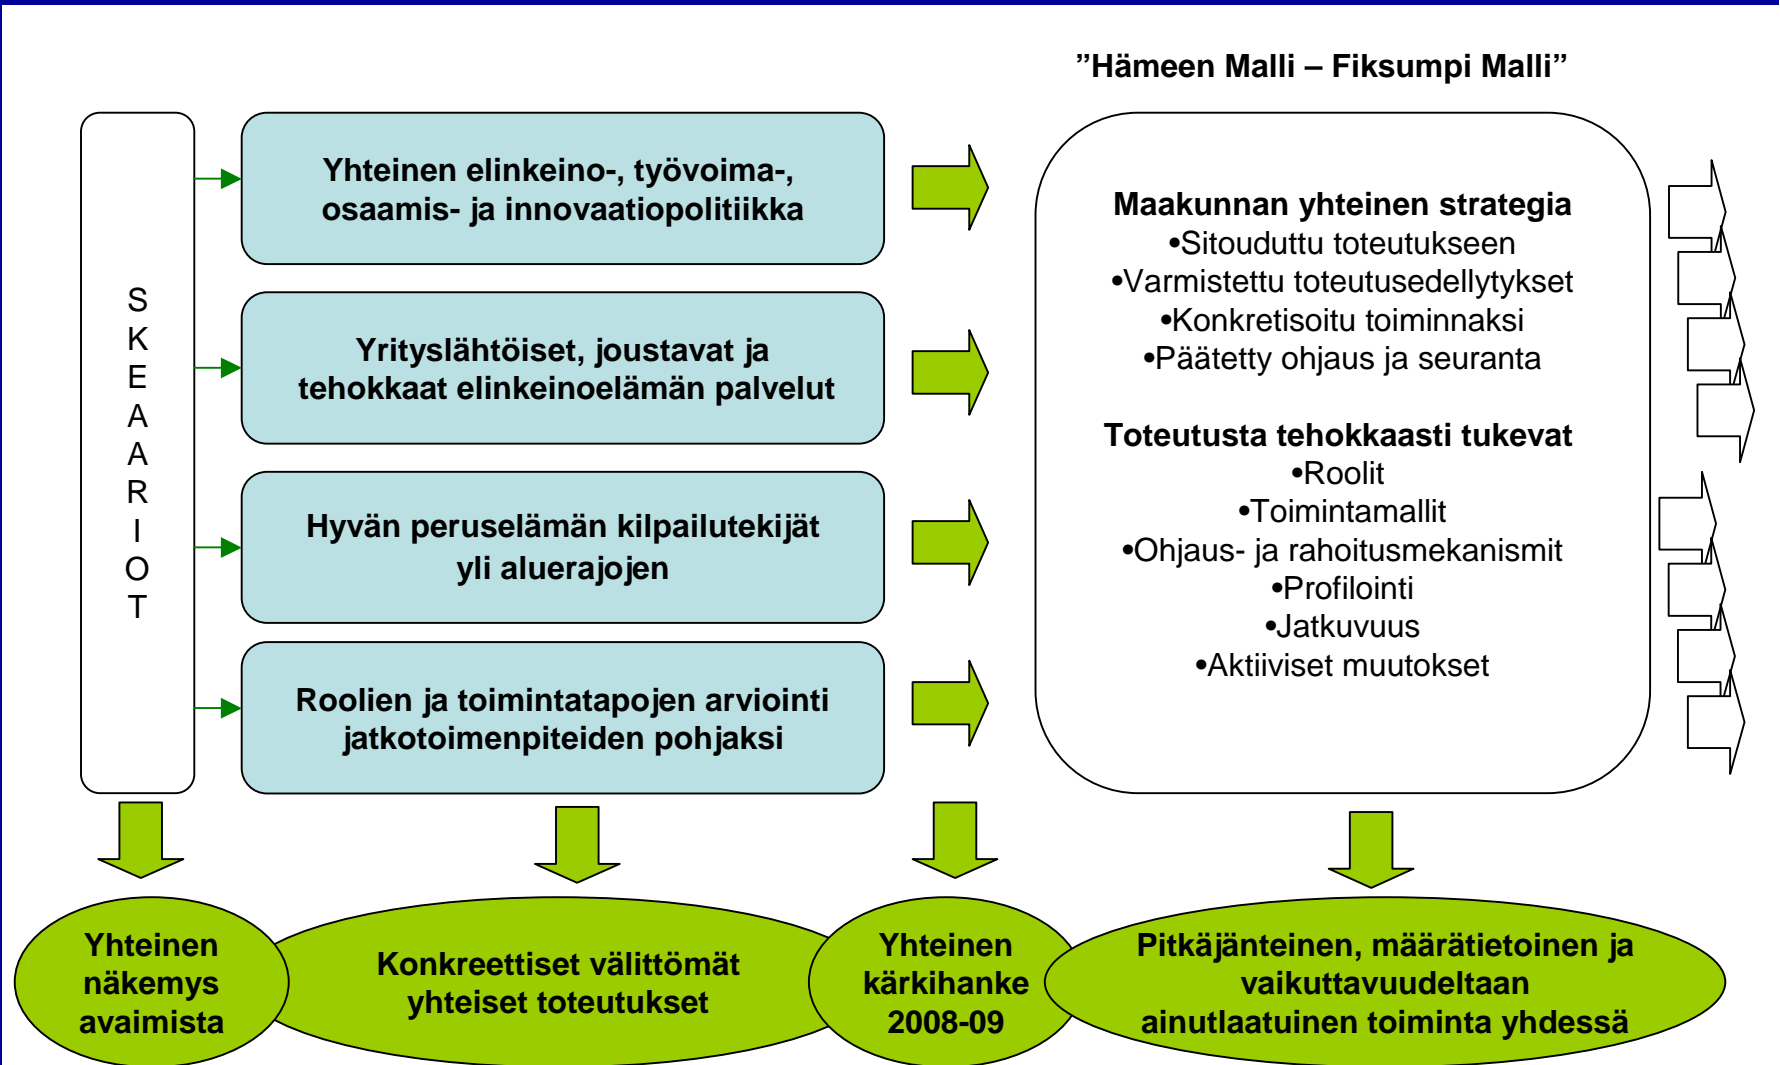 ”Hämeen Malli – Fiksumpi Malli”
S
K
E
A
A
R
I
O
T
Yhteinen elinkeino-, työvoima-,
osaamis- ja innovaatiopolitiikka
Yrityslähtöiset, joustavat ja
tehokkaat elinkeinoelämän palvelut
Hyvän peruselämän kilpailutekijät
yli aluerajojen
Roolien ja toimintatapojen arviointi
jatkotoimenpiteiden pohjaksi
Maakunnan yhteinen strategia
•Sitouduttu toteutukseen
•Varmistettu toteutusedellytykset
•Konkretisoitu toiminnaksi
•Päätetty ohjaus ja seuranta
Toteutusta tehokkaasti tukevat
•Roolit
•Toimintamallit
•Ohjaus- ja rahoitusmekanismit
•Profilointi
•Jatkuvuus
•Aktiiviset muutokset
Yhteinen
näkemys
avaimista
Konkreettiset välittömät
yhteiset toteutukset
Yhteinen
kärkihanke
2008-09
Pitkäjänteinen, määrätietoinen ja
vaikuttavuudeltaan
ainutlaatuinen toiminta yhdessä